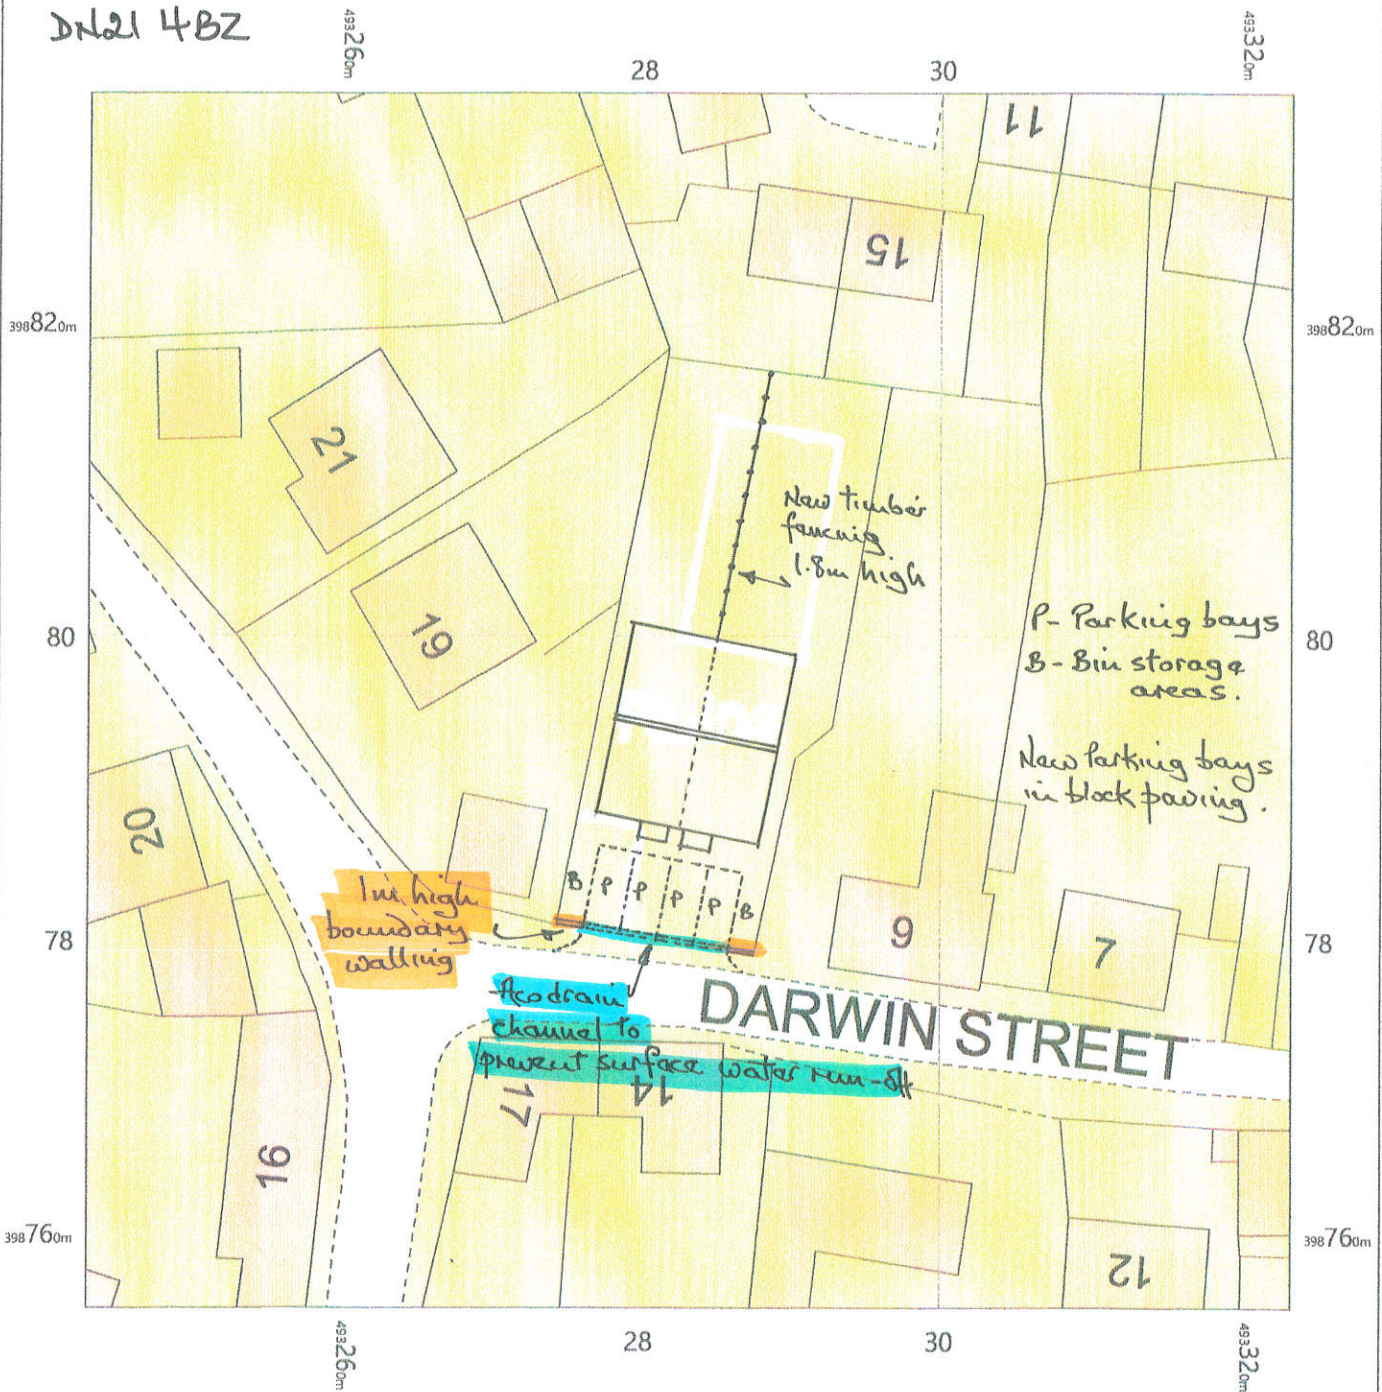 DN21 4BZ
493260m
28
30
493320m
11
15
398820m
398820m
21
New timber
fencing
1.8m high
19
80
80
P- Parking bays
B- Bin storage
areas.
New Parking bays
in block paving.
20
B P P P P B
1m high
boundary
walling
78
78
9
7
Aco drain
channel to
prevent surface water run-off
DARWIN STREET
17
14
16
398760m
398760m
12
493260m
28
30
493320m